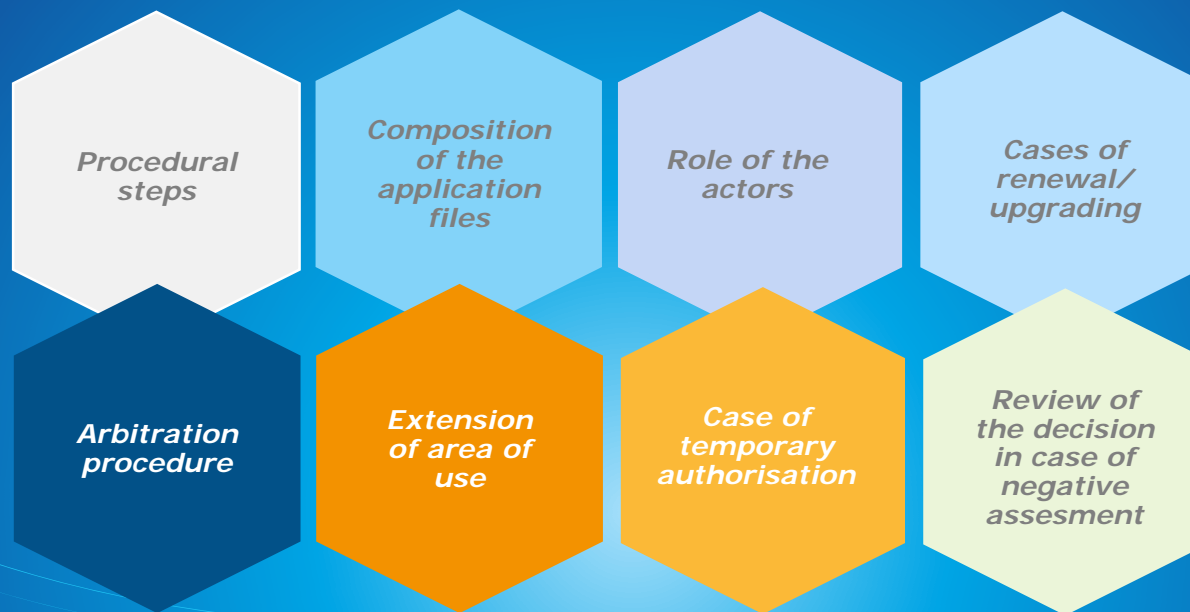 Procedural
steps
Composition
of the
application
files
Role of the
actors
Cases of
renewal/
upgrading
Arbitration
procedure
Extension
of area of
use
Case of
temporary
authorisation
Review of
the decision
in case of
negative
assesment